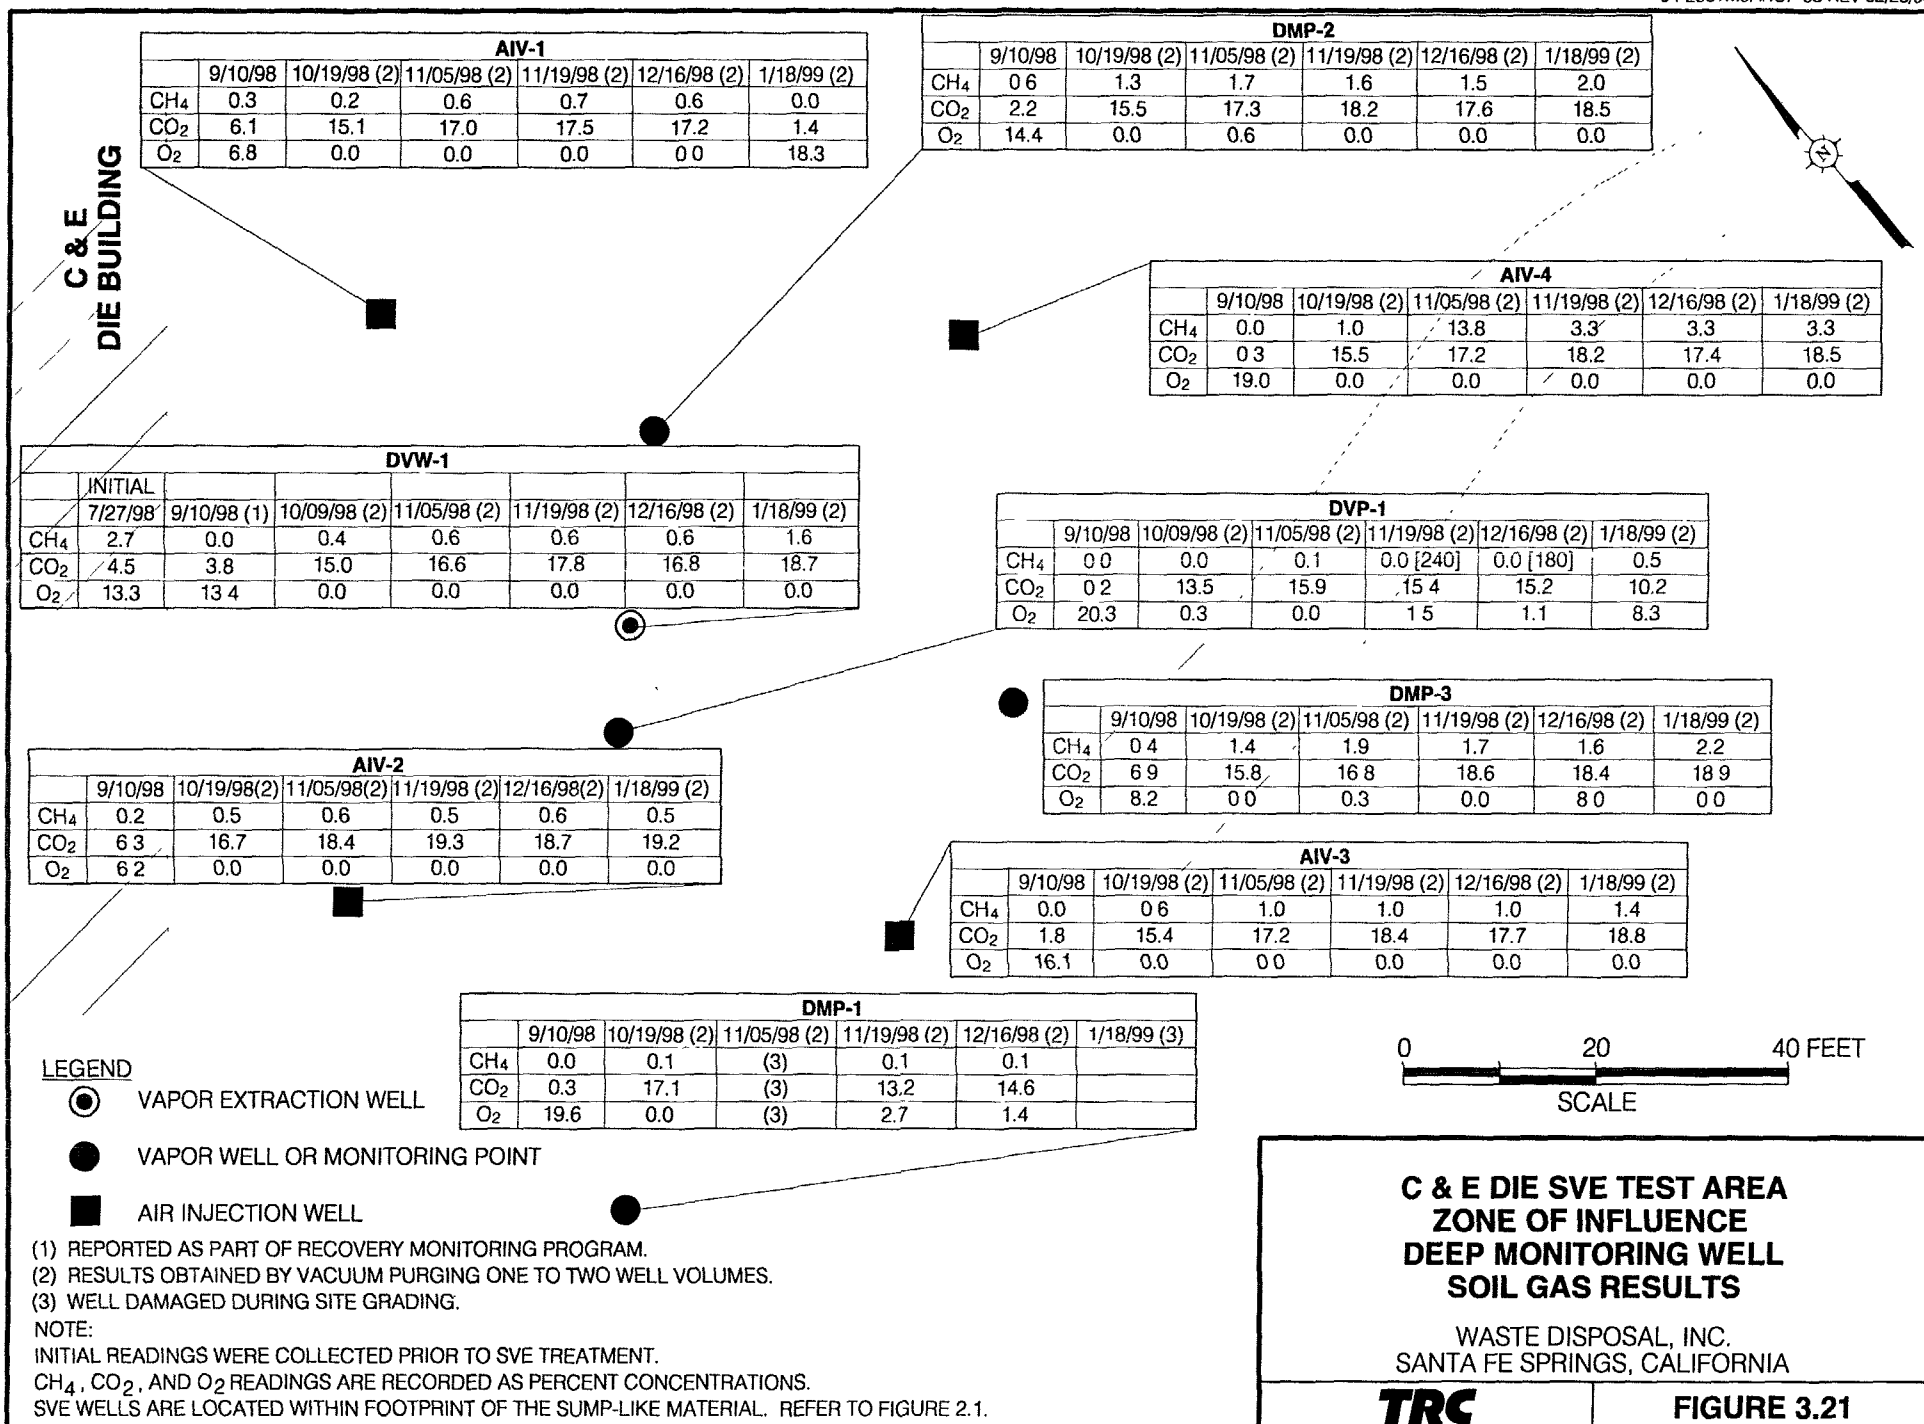 AIV-1
9/10/98 10/19/98 (2) 11/05/98 (2) 11/19/98 (2) 12/16/98 (2) 1/18/99 (2)
CH4 0.3 0.2 0.6 0.7 0.6 0.0
CO2 6.1 15.1 17.0 17.5 17.2 1.4
O2 6.8 0.0 0.0 0.0 0 0 18.3
DMP-2
9/10/98 10/19/98 (2) 11/05/98 (2) 11/19/98 (2) 12/16/98 (2) 1/18/99 (2)
CH4 0 6 1.3 1.7 1.6 1.5 2.0
CO2 2.2 15.5 17.3 18.2 17.6 18.5
O2 14.4 0.0 0.6 0.0 0.0 0.0
N
C & E
DIE BUILDING
AIV-4
9/10/98 10/19/98 (2) 11/05/98 (2) 11/19/98 (2) 12/16/98 (2) 1/18/99 (2)
CH4 0.0 1.0 13.8 3.3 3.3 3.3
CO2 0 3 15.5 17.2 18.2 17.4 18.5
O2 19.0 0.0 0.0 0.0 0.0 0.0
DVW-1
INITIAL
7/27/98 9/10/98 (1) 10/09/98 (2) 11/05/98 (2) 11/19/98 (2) 12/16/98 (2) 1/18/99 (2)
CH4 2.7 0.0 0.4 0.6 0.6 0.6 1.6
CO2 4.5 3.8 15.0 16.6 17.8 16.8 18.7
O2 13.3 13 4 0.0 0.0 0.0 0.0 0.0
DVP-1
9/10/98 10/09/98 (2) 11/05/98 (2) 11/19/98 (2) 12/16/98 (2) 1/18/99 (2)
CH4 0 0 0.0 0.1 0.0 [240] 0.0 [180] 0.5
CO2 0 2 13.5 15.9 15 4 15.2 10.2
O2 20.3 0.3 0.0 1 5 1.1 8.3
DMP-3
9/10/98 10/19/98 (2) 11/05/98 (2) 11/19/98 (2) 12/16/98 (2) 1/18/99 (2)
CH4 0 4 1.4 1.9 1.7 1.6 2.2
CO2 6 9 15.8 16 8 18.6 18.4 18 9
O2 8.2 0 0 0.3 0.0 8 0 0 0
AIV-2
9/10/98 10/19/98(2) 11/05/98(2) 11/19/98 (2) 12/16/98(2) 1/18/99 (2)
CH4 0.2 0.5 0.6 0.5 0.6 0.5
CO2 6 3 16.7 18.4 19.3 18.7 19.2
O2 6 2 0.0 0.0 0.0 0.0 0.0
AIV-3
9/10/98 10/19/98 (2) 11/05/98 (2) 11/19/98 (2) 12/16/98 (2) 1/18/99 (2)
CH4 0.0 0 6 1.0 1.0 1.0 1.4
CO2 1.8 15.4 17.2 18.4 17.7 18.8
O2 16.1 0.0 0 0 0.0 0.0 0.0
DMP-1
9/10/98 10/19/98 (2) 11/05/98 (2) 11/19/98 (2) 12/16/98 (2) 1/18/99 (3)
CH4 0.0 0.1 (3) 0.1 0.1
CO2 0.3 17.1 (3) 13.2 14.6
O2 19.6 0.0 (3) 2.7 1.4
LEGEND
VAPOR EXTRACTION WELL
VAPOR WELL OR MONITORING POINT
AIR INJECTION WELL
(1) REPORTED AS PART OF RECOVERY MONITORING PROGRAM.
(2) RESULTS OBTAINED BY VACUUM PURGING ONE TO TWO WELL VOLUMES.
(3) WELL DAMAGED DURING SITE GRADING.
NOTE:
INITIAL READINGS WERE COLLECTED PRIOR TO SVE TREATMENT.
CH4, CO2, AND O2 READINGS ARE RECORDED AS PERCENT CONCENTRATIONS.
SVE WELLS ARE LOCATED WITHIN FOOTPRINT OF THE SUMP-LIKE MATERIAL. REFER TO FIGURE 2.1.
0 20 40 FEET
SCALE
C & E DIE SVE TEST AREA
ZONE OF INFLUENCE
DEEP MONITORING WELL
SOIL GAS RESULTS
WASTE DISPOSAL, INC.
SANTA FE SPRINGS, CALIFORNIA
TRC
FIGURE 3.21